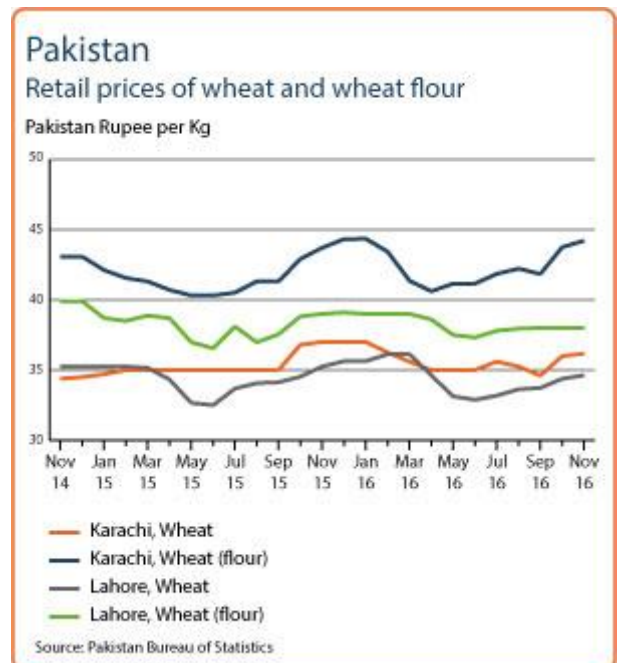 Pakistan
Retail prices of wheat and wheat flour
Pakistan Rupee per Kg
50
45
40
35
30
Nov Jan Mar May Jul Sep Nov Jan Mar May Jul Sep Nov
14 15 15 15 15 15 15 16 16 16 16 16 16
Karachi, Wheat
Karachi, Wheat (flour)
Lahore, Wheat
Lahore, Wheat (flour)
Source: Pakistan Bureau of Statistics